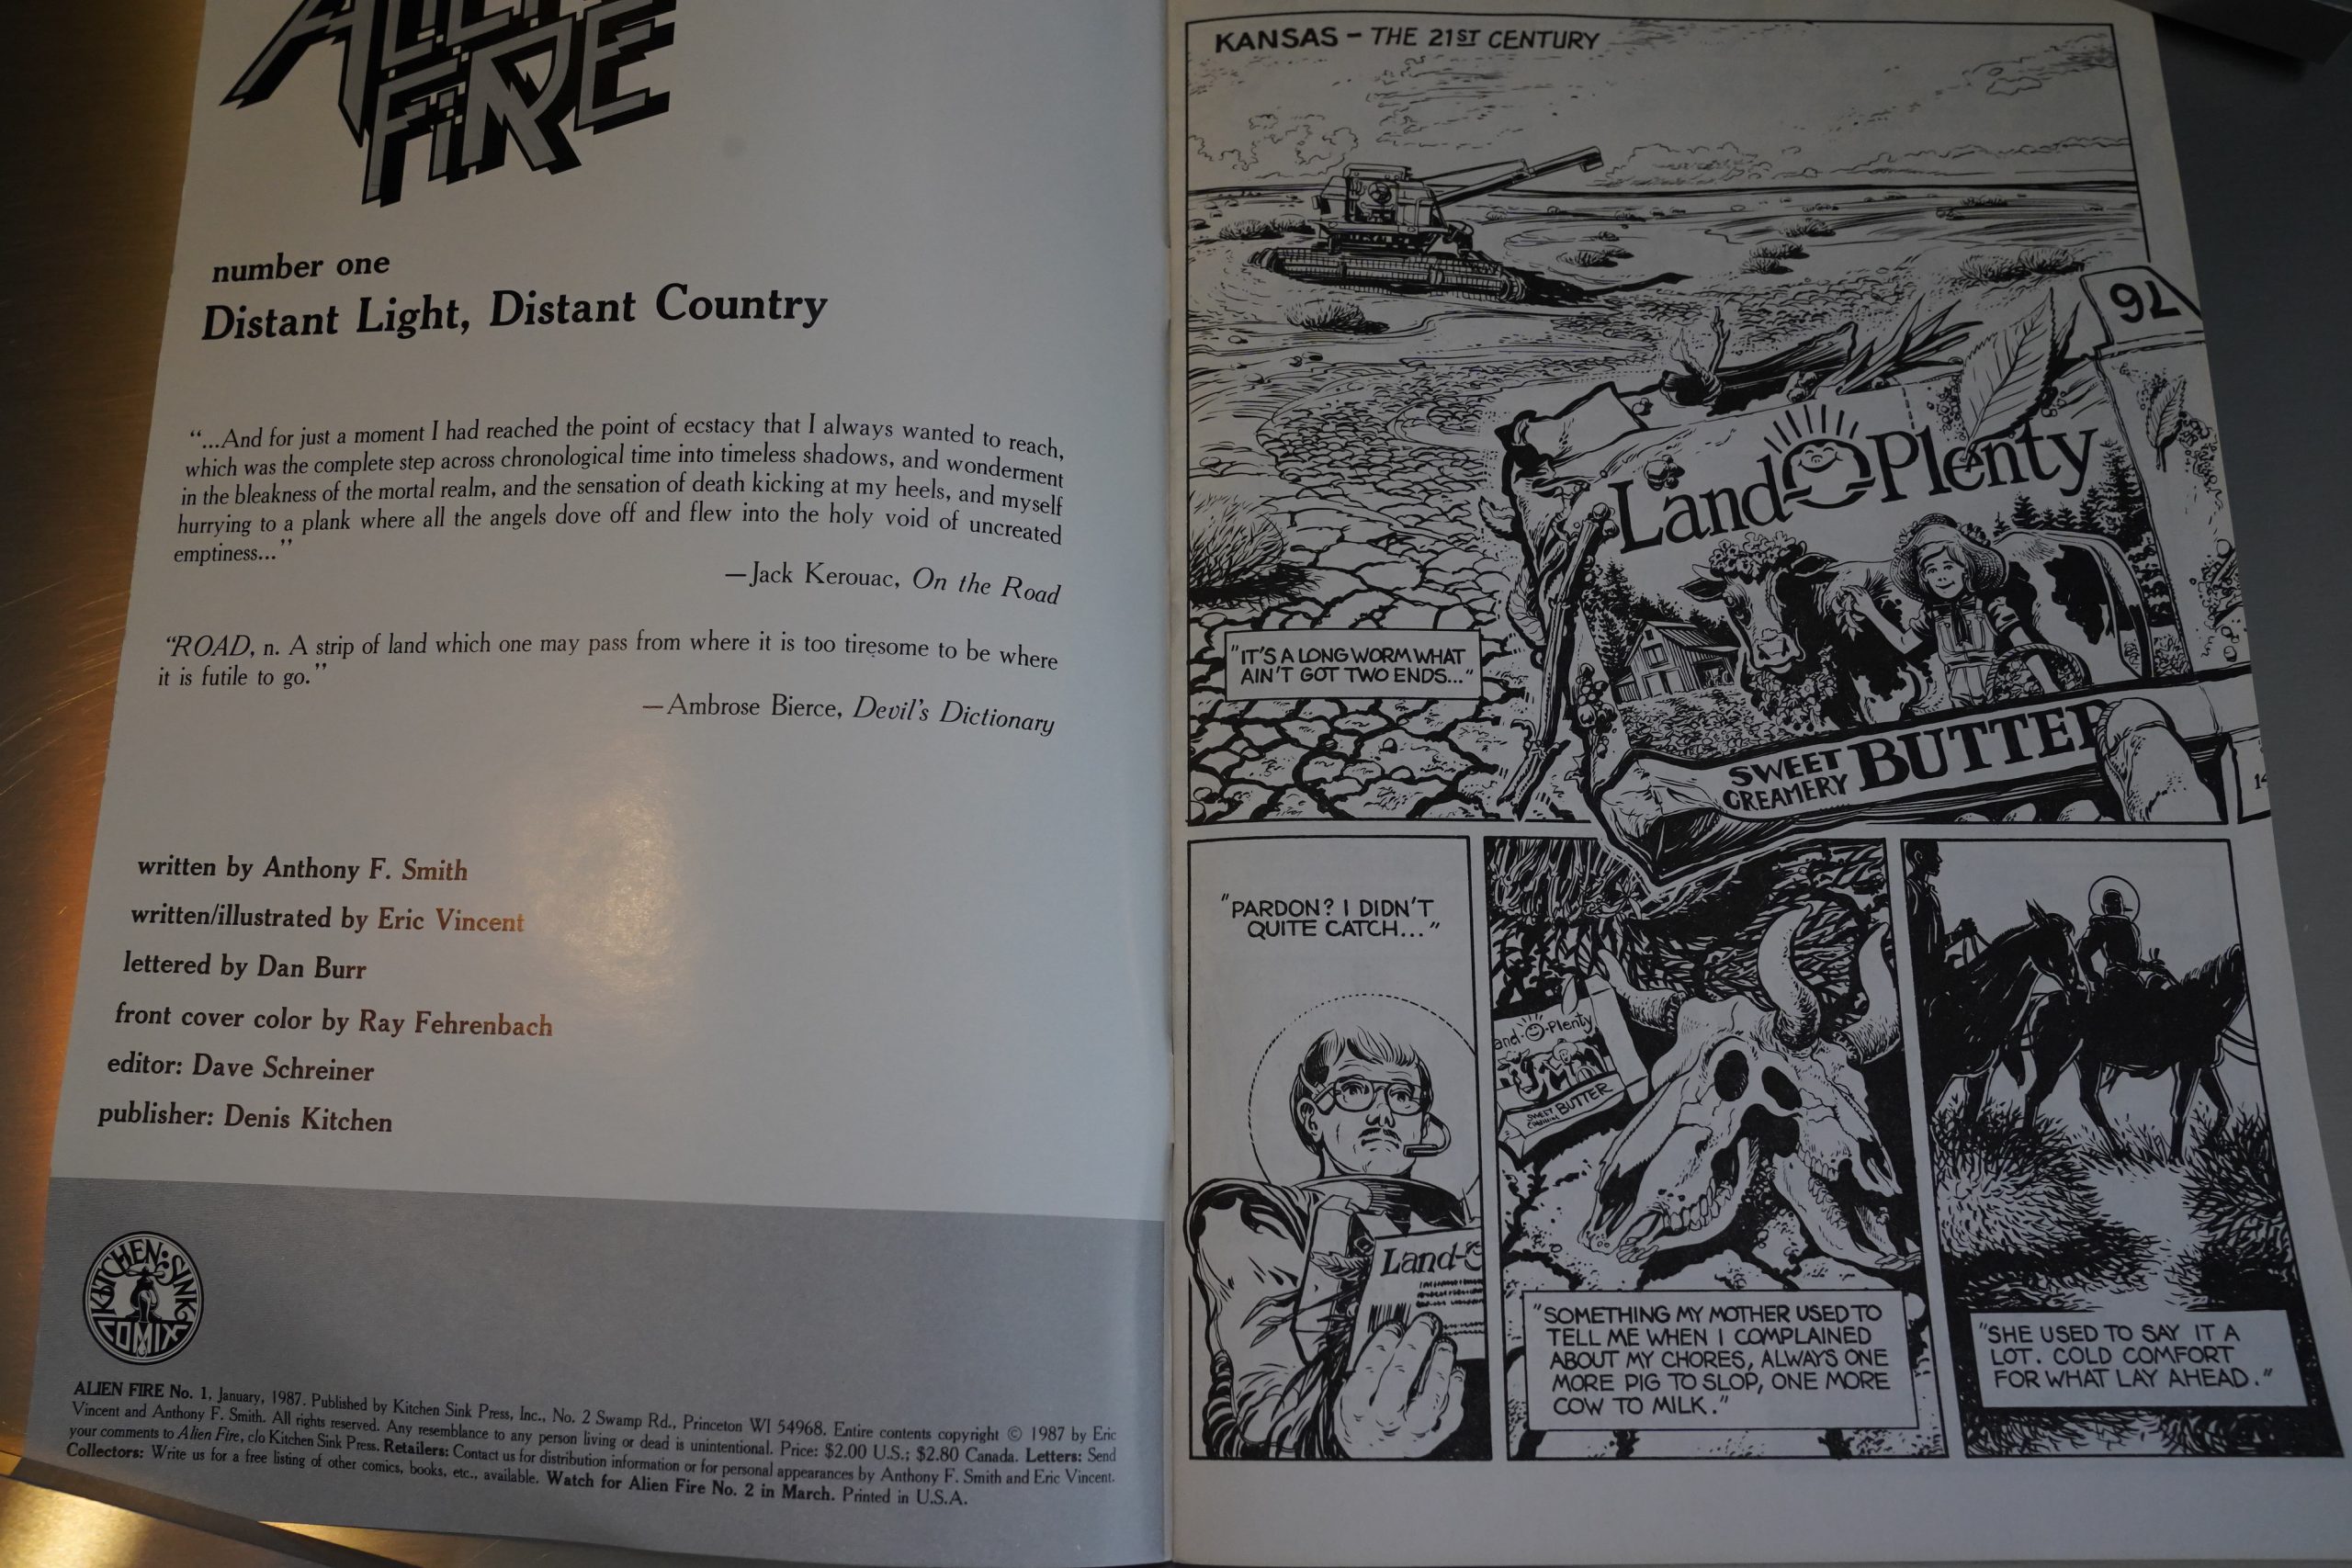 ALIEN
FIRE
number one
Distant Light, Distant Country
“...And for just a moment I had reached the point of ecstacy that I always wanted to reach,
which was the complete step across chronological time into timeless shadows, and wonderment
in the bleakness of the mortal realm, and the sensation of death kicking at my heels, and myself
hurrying to a plank where all the angels dove off and flew into the holy void of uncreated
emptiness...”
—Jack Kerouac, On the Road
“ROAD, n. A strip of land which one may pass from where it is too tiresome to be where
it is futile to go.”
—Ambrose Bierce, Devil's Dictionary
written by Anthony F. Smith
written/illustrated by Eric Vincent
lettered by Dan Burr
front cover color by Ray Fehrenbach
editor: Dave Schreiner
publisher: Denis Kitchen
KITCHEN SINK
COMIX
ALIEN FIRE No. 1, January, 1987. Published by Kitchen Sink Press, Inc., No. 2 Swamp Rd., Princeton WI 54968. Entire contents copyright © 1987 by Eric
Vincent and Anthony F. Smith. All rights reserved. Any resemblance to any person living or dead is unintentional. Price: $2.00 U.S.; $2.80 Canada. Letters: Send
your comments to Alien Fire, c/o Kitchen Sink Press. Retailers: Contact us for distribution information or for personal appearances by Anthony F. Smith and Eric Vincent.
Collectors: Write us for a free listing of other comics, books, etc., available. Watch for Alien Fire No. 2 in March. Printed in U.S.A.
KANSAS – THE 21ST CENTURY
97
Land O Plenty
"IT'S A LONG WORM WHAT
AIN'T GOT TWO ENDS..."
SWEET
CREAMERY
BUTTER
14
"PARDON? I DIDN'T
QUITE CATCH..."
Land-O
and-O-Plenty
SWEET
BUTTER
"SOMETHING MY MOTHER USED TO
TELL ME WHEN I COMPLAINED
ABOUT MY CHORES, ALWAYS ONE
MORE PIG TO SLOP, ONE MORE
COW TO MILK."
"SHE USED TO SAY IT A
LOT. COLD COMFORT
FOR WHAT LAY AHEAD."